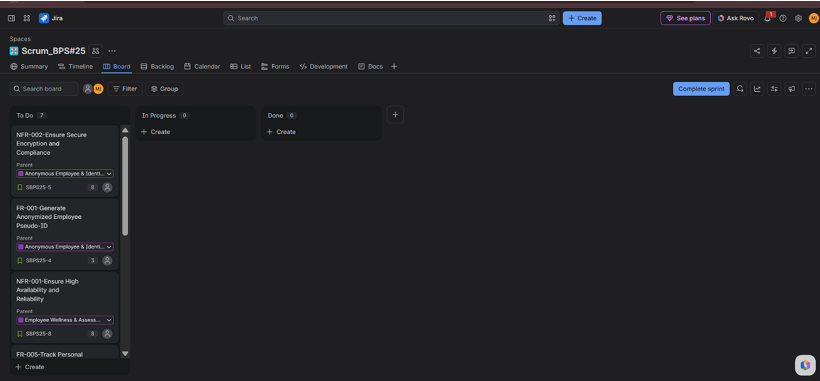 Jira
Search
+ Create
See plans
Ask Rovo
1
MI
Spaces
Scrum_BPS#25
Summary
Timeline
Board
Backlog
Calendar
List
Forms
Development
Docs
Search board
MI
Filter
Group
Complete sprint
To Do 7
NFR-002-Ensure Secure
Encryption and
Compliance
Parent
Anonymous Employee & Identi...
SBPS25-5
8
FR-001-Generate
Anonymized Employee
Pseudo-ID
Parent
Anonymous Employee & Identi...
SBPS25-4
3
NFR-001-Ensure High
Availability and
Reliability
Parent
Employee Wellness & Assess...
SBPS25-8
8
FR-005-Track Personal
+ Create
In Progress 0
+ Create
Done 0
+ Create